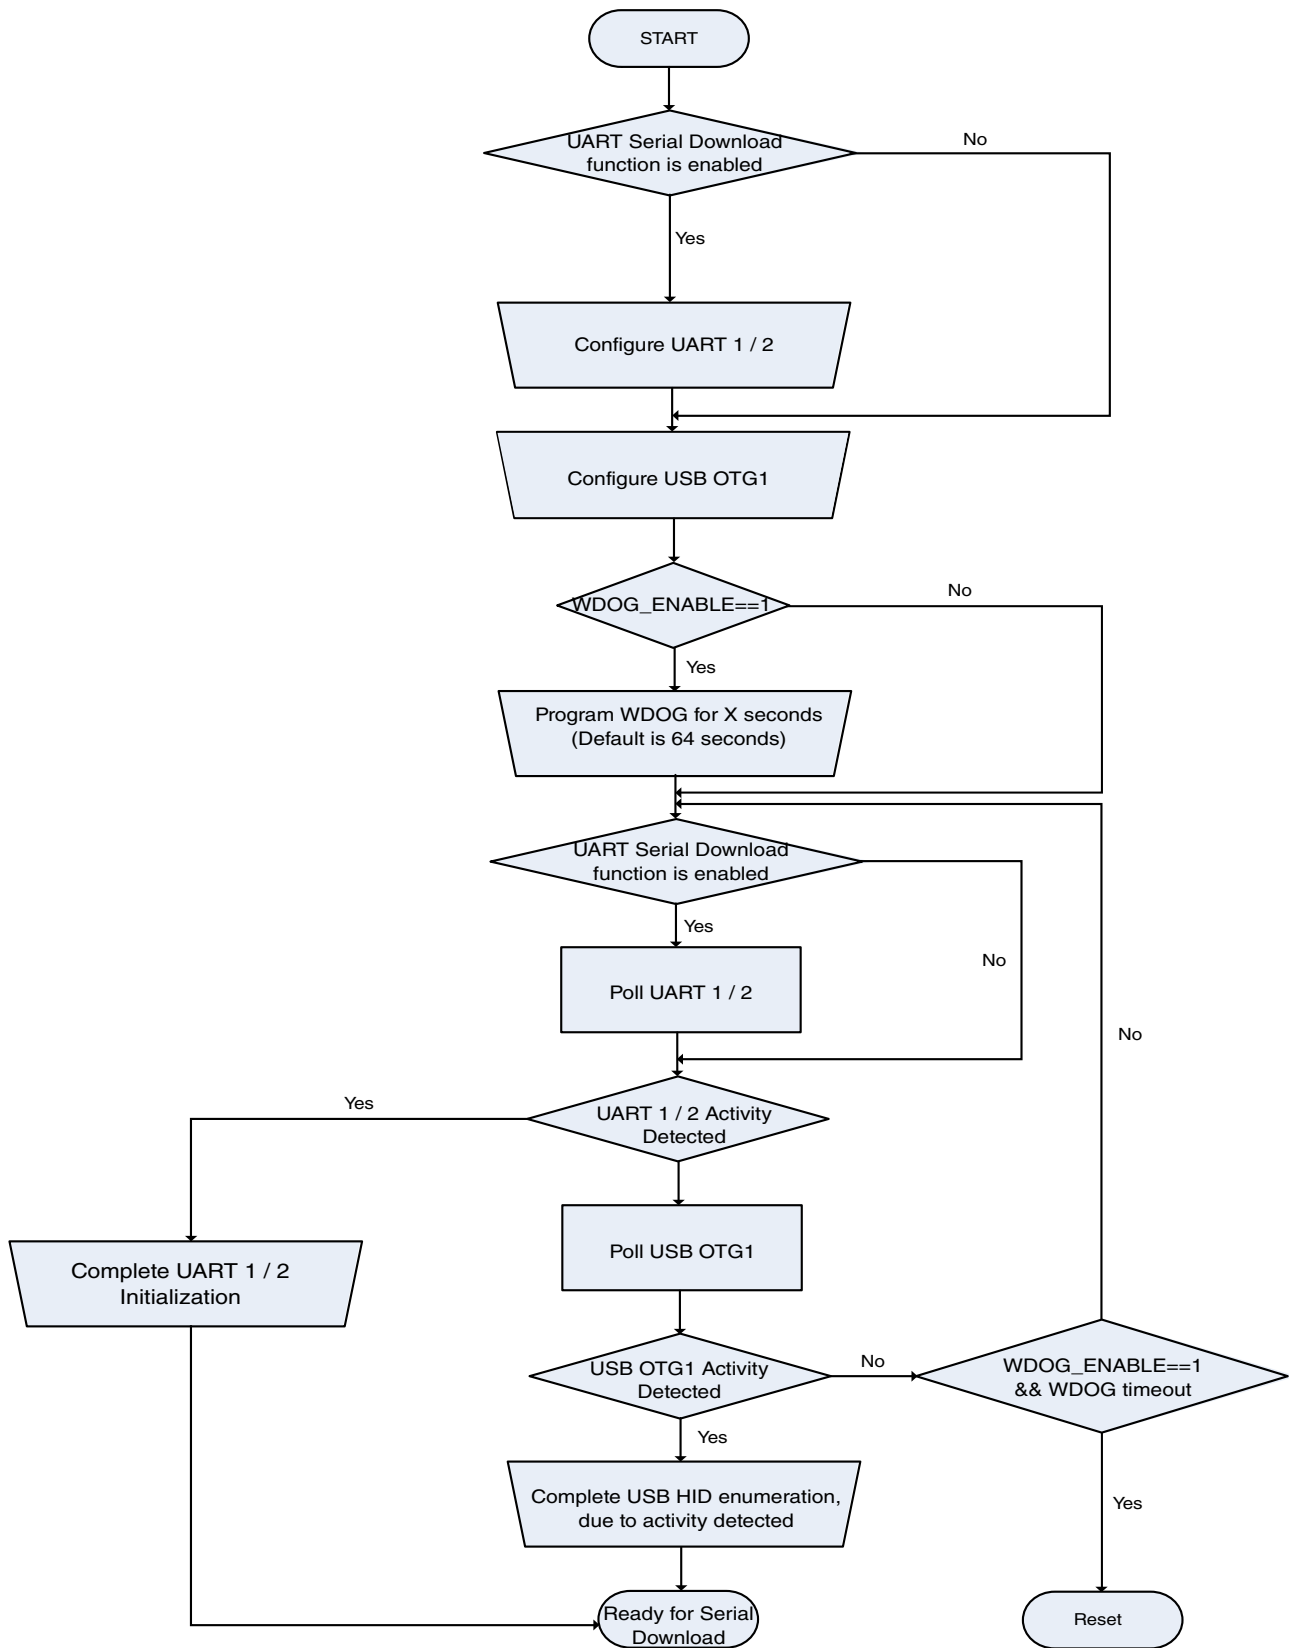 START
UART Serial Download
function is enabled
No
Yes
Configure UART 1 / 2
Configure USB OTG1
WDOG_ENABLE==1
No
Yes
Program WDOG for X seconds
(Default is 64 seconds)
UART Serial Download
function is enabled
Yes
No
Poll UART 1 / 2
No
Yes
UART 1 / 2 Activity
Detected
Poll USB OTG1
Complete UART 1 / 2
Initialization
USB OTG1 Activity
Detected
No
WDOG_ENABLE==1
&& WDOG timeout
Yes
Complete USB HID enumeration,
due to activity detected
Yes
Ready for Serial
Download
Reset